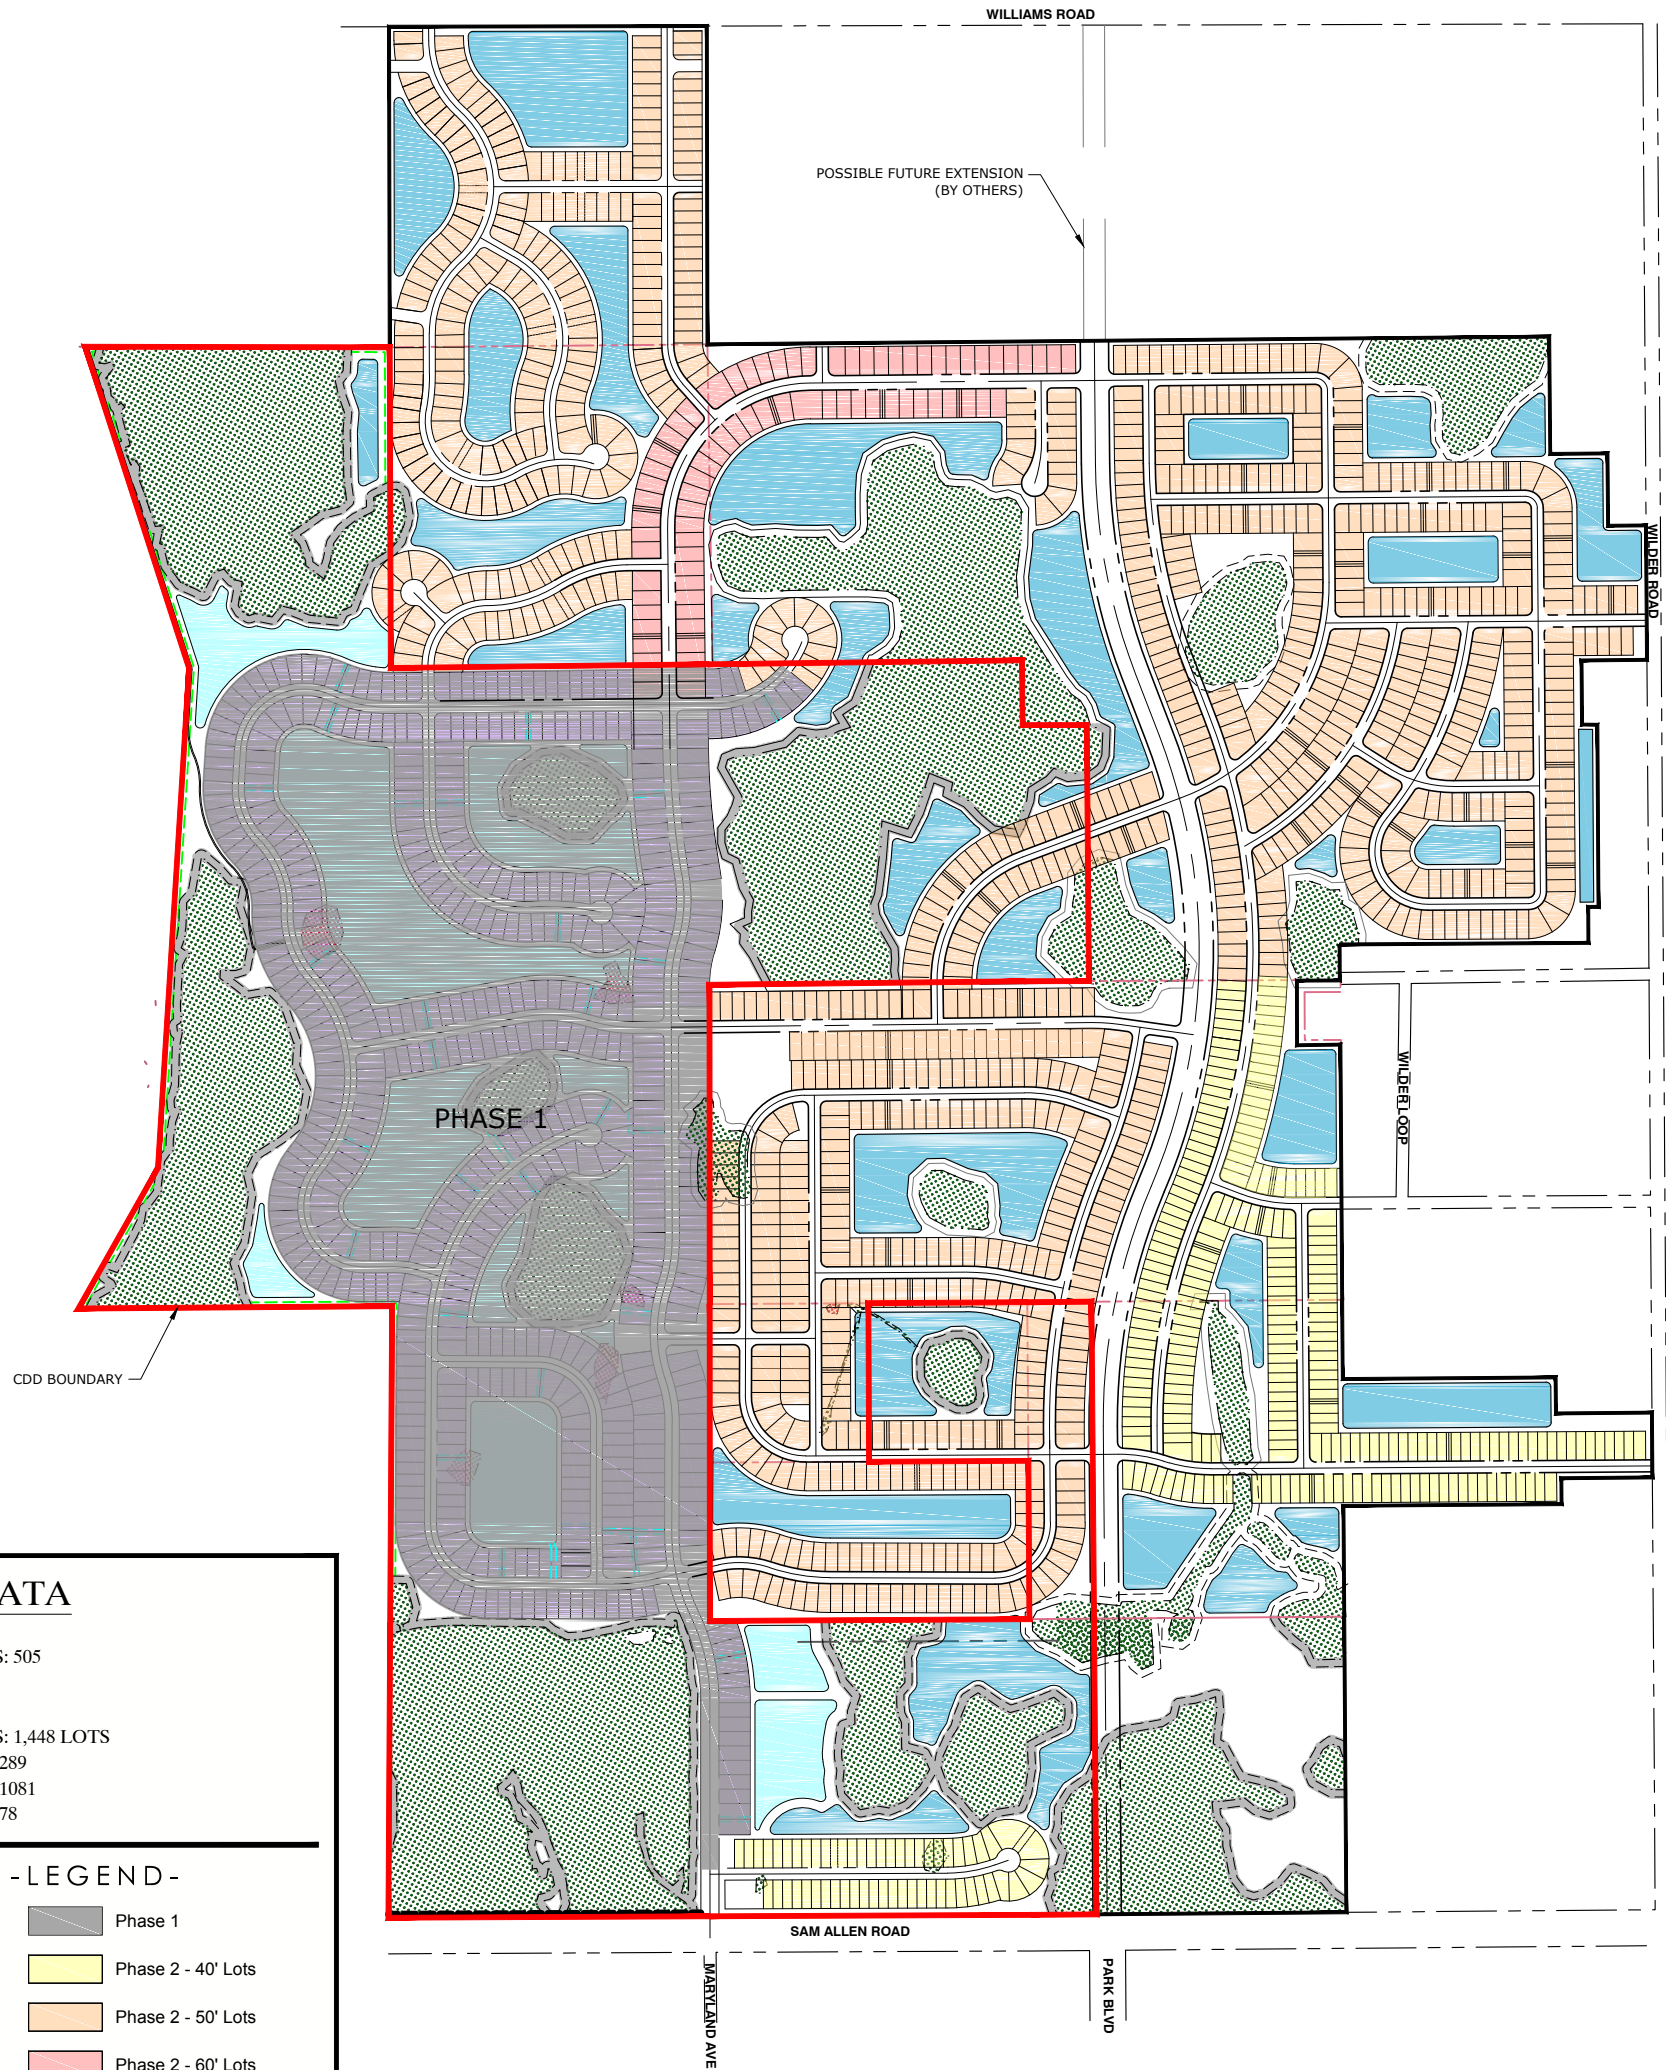 WILLIAMS ROAD
POSSIBLE FUTURE EXTENSION
(BY OTHERS)
WILDER ROAD
WILDER LOOP
PHASE 1
CDD BOUNDARY
ATA
S: 505
S: 1,448 LOTS
289
1081
78
-LEGEND-
Phase 1
Phase 2 - 40' Lots
Phase 2 - 50' Lots
Phase 2 - 60' Lots
SAM ALLEN ROAD
MARYLAND AVE
PARK BLVD